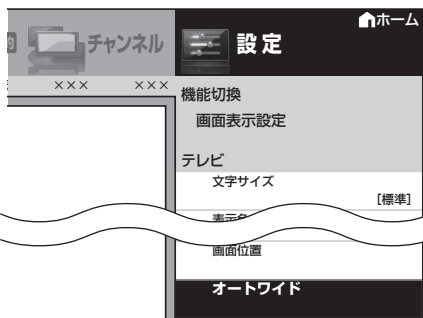 ホーム
チャンネル
設定
××× ×××
機能切換
画面表示設定
テレビ
文字サイズ
[標準]
画面位置
オートワイド